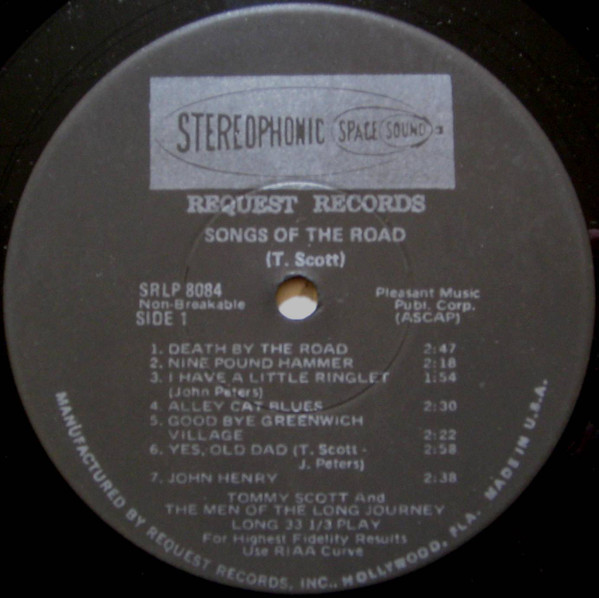 STEREOPHONIC SPACE SOUND
REQUEST RECORDS
SONGS OF THE ROAD
(T. Scott)
SRLP 8084
Non-Breakable
SIDE 1
Pleasant Music
Publ. Corp.
(ASCAP)
1. DEATH BY THE ROAD 2:47
2. NINE POUND HAMMER 2:18
3. I HAVE A LITTLE RINGLET 1:54
(John Peters)
4. ALLEY CAT BLUES 2:30
5. GOOD BYE GREENWICH
VILLAGE 2:22
6. YES, OLD DAD (T. Scott - 2:58
J. Peters)
7. JOHN HENRY 2:38
TOMMY SCOTT And
THE MEN OF THE LONG JOURNEY
LONG 33 1/3 PLAY
For Highest Fidelity Results
Use RIAA Curve
MANUFACTURED BY REQUEST RECORDS, INC., HOLLYWOOD, FLA. MADE IN U.S.A.